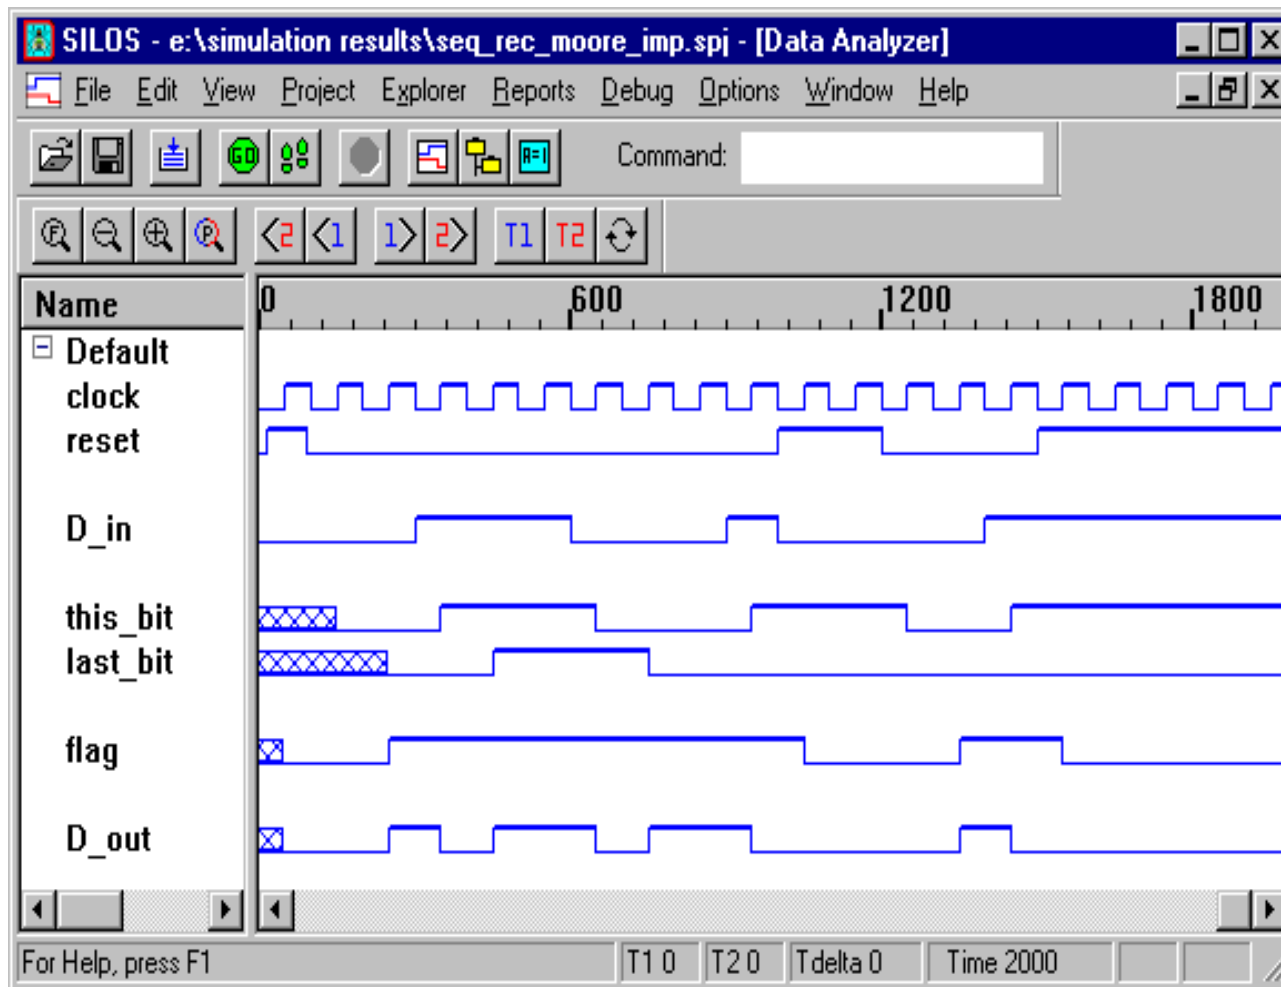 SILOS - e:\simulation results\seq_rec_moore_imp.spj - [Data Analyzer]
File Edit View Project Explorer Reports Debug Options Window Help
GO A=1 Command:
F P <2 <1 1> 2> T1 T2
Name 0 600 1200 1800
Default
clock
reset
D_in
this_bit
last_bit
flag
D_out
For Help, press F1 T1 0 T2 0 Tdelta 0 Time 2000